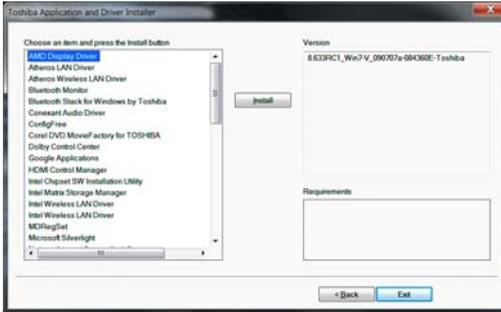 Toshiba Application and Driver Installer
Choose an item and press the Install button
AMD Display Driver
Atheros LAN Driver
Atheros Wireless LAN Driver
Bluetooth Monitor
Bluetooth Stack for Windows by Toshiba
Conexant Audio Driver
ConfigFree
Corel DVD MovieFactory for TOSHIBA
Dolby Control Center
Google Applications
HDMI Control Manager
Intel Chipset SW Installation Utility
Intel Matrix Storage Manager
Intel Wireless LAN Driver
Intel Wireless LAN Driver
MDRegSet
Microsoft Silverlight
Install
Version
8.633RC1_Win7-V_090707a-084360E-Toshiba
Requirements
< Back
Exit